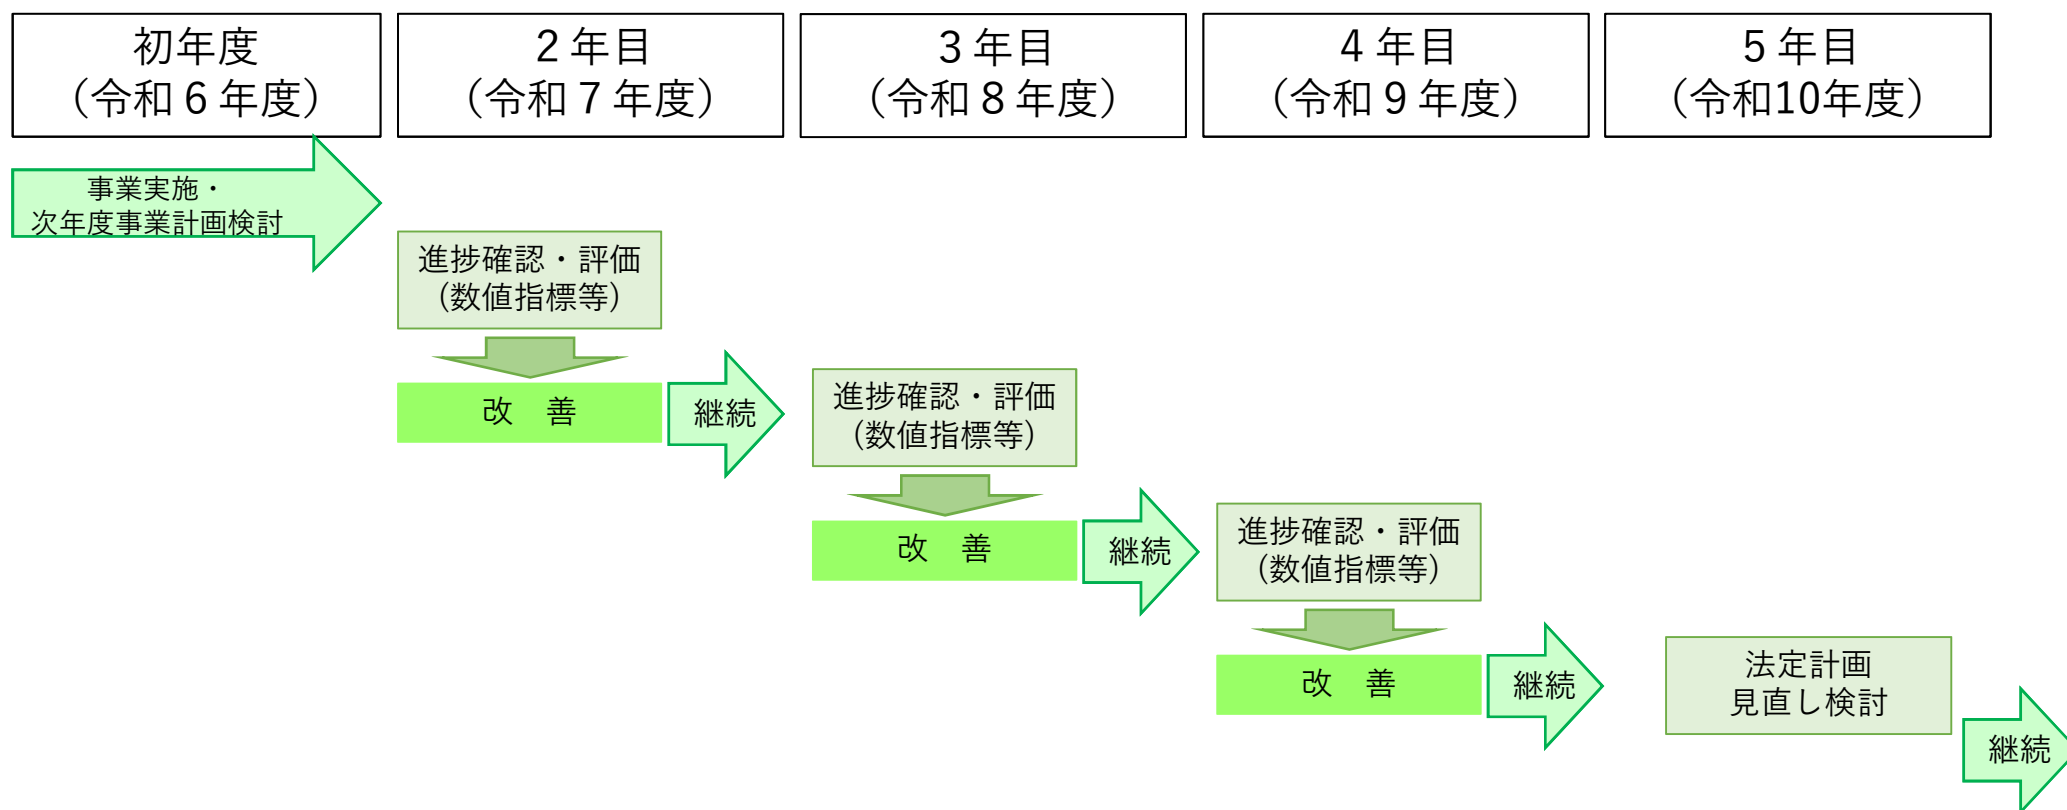 初年度
（令和６年度）
２年目
（令和７年度）
３年目
（令和８年度）
４年目
（令和９年度）
５年目
（令和10年度）
事業実施・
次年度事業計画検討
進捗確認・評価
（数値指標等）
改　善
継続
進捗確認・評価
（数値指標等）
改　善
継続
進捗確認・評価
（数値指標等）
改　善
継続
法定計画
見直し検討
継続